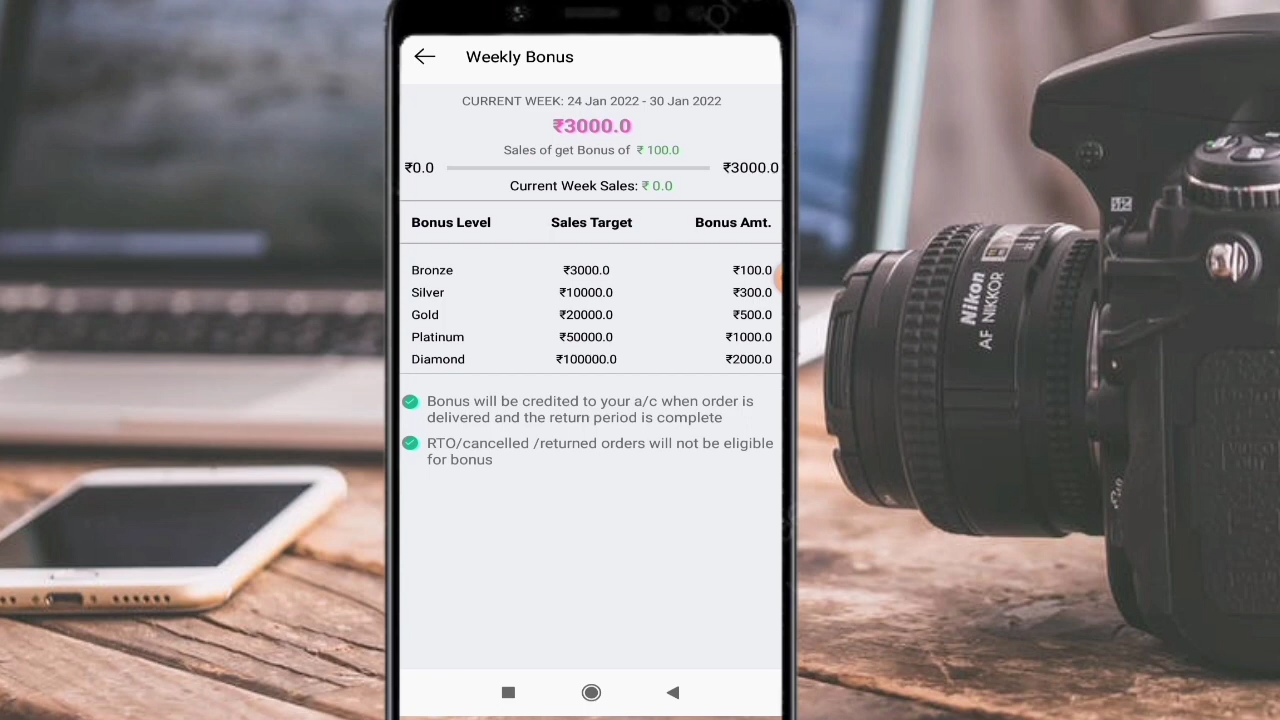 Weekly Bonus
CURRENT WEEK: 24 Jan 2022 - 30 Jan 2022
₹3000.0
Sales of get Bonus of ₹ 100.0
₹0.0 ₹3000.0
Current Week Sales: ₹ 0.0
Bonus Level Sales Target Bonus Amt.
Bronze ₹3000.0 ₹100.0
Silver ₹10000.0 ₹300.0
Gold ₹20000.0 ₹500.0
Platinum ₹50000.0 ₹1000.0
Diamond ₹100000.0 ₹2000.0
Bonus will be credited to your a/c when order is
delivered and the return period is complete
RTO/cancelled /returned orders will not be eligible
for bonus
Nikon
AF NIKKOR